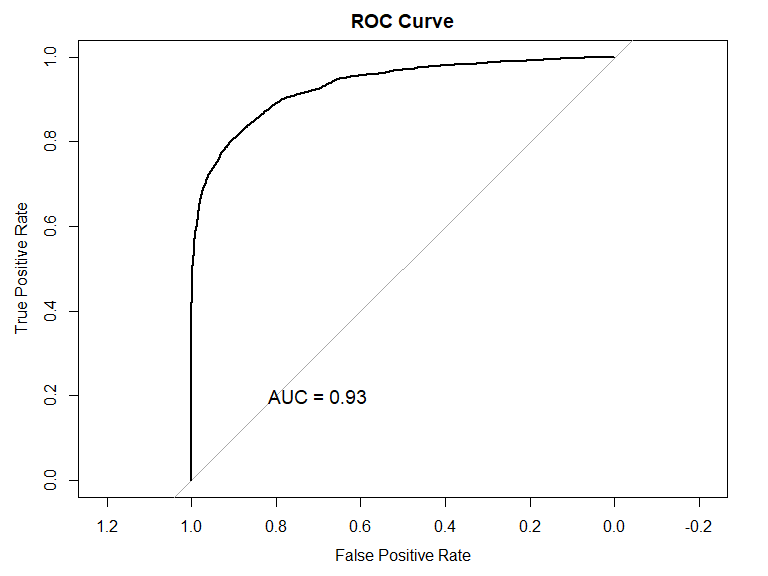 ROC Curve
True Positive Rate
1.0
0.8
0.6
0.4
0.2
0.0
AUC = 0.93
1.2 1.0 0.8 0.6 0.4 0.2 0.0 -0.2
False Positive Rate